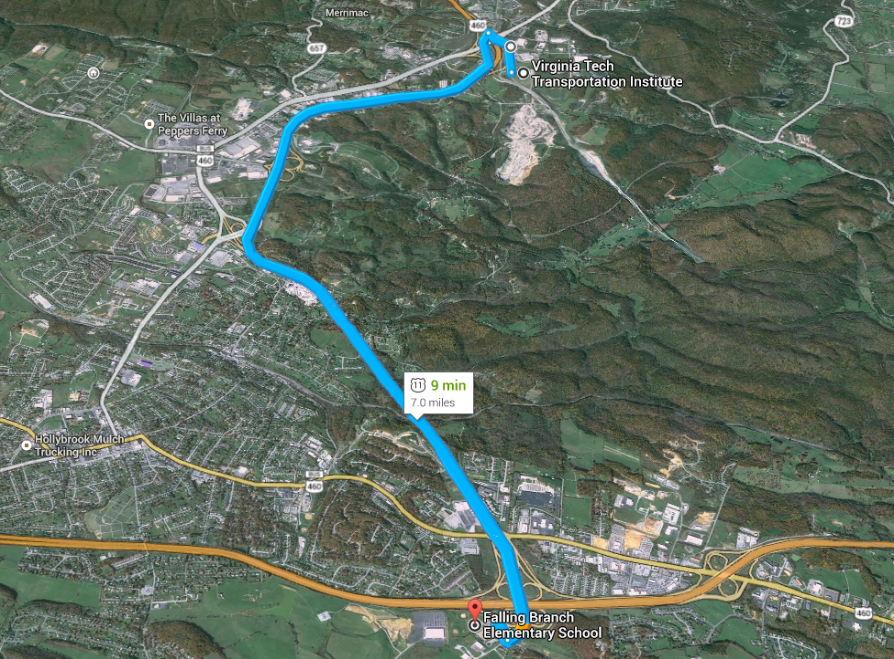 Merrimac
460
657
723
Virginia Tech
Transportation Institute
The Villas at
Peppers Ferry
460
11 9 min
7.0 miles
Hollybrook Mulch
Trucking Inc
460
460
Falling Branch
Elementary School